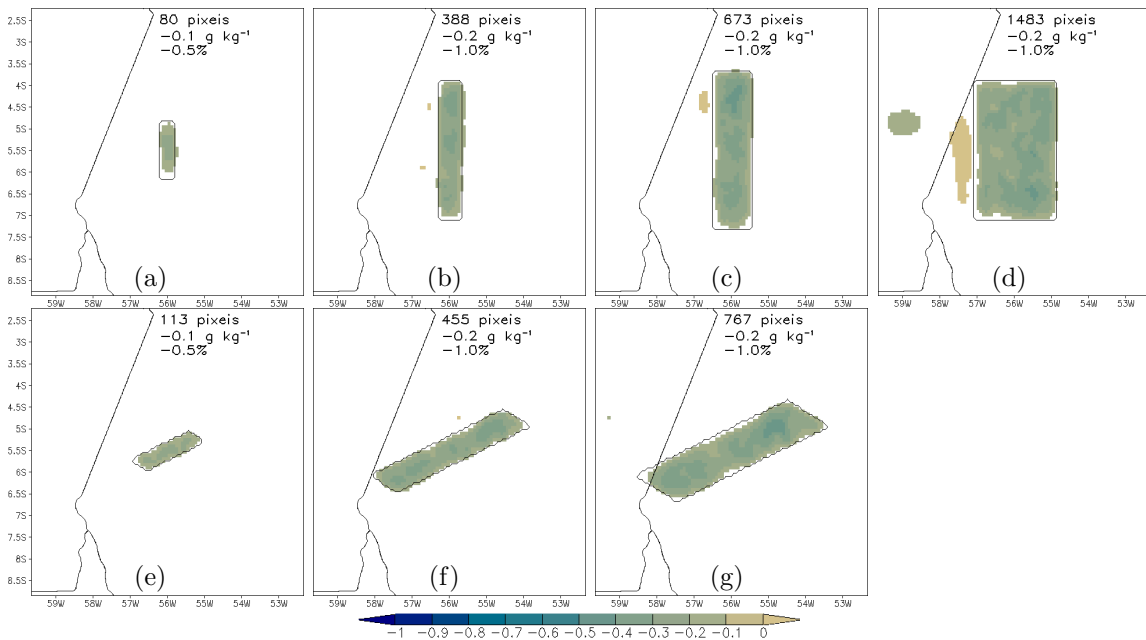 80 pixeis
−0.1 g kg⁻¹
−0.5%
388 pixeis
−0.2 g kg⁻¹
−1.0%
673 pixeis
−0.2 g kg⁻¹
−1.0%
1483 pixeis
−0.2 g kg⁻¹
−1.0%
2.5S
3S
3.5S
4S
4.5S
5S
5.5S
6S
6.5S
7S
7.5S
8S
8.5S
(a)
(b)
(c)
(d)
59W 58W 57W 56W 55W 54W 53W
59W 58W 57W 56W 55W 54W 53W
59W 58W 57W 56W 55W 54W 53W
59W 58W 57W 56W 55W 54W 53W
113 pixeis
−0.1 g kg⁻¹
−0.5%
455 pixeis
−0.2 g kg⁻¹
−1.0%
767 pixeis
−0.2 g kg⁻¹
−1.0%
2.5S
3S
3.5S
4S
4.5S
5S
5.5S
6S
6.5S
7S
7.5S
8S
8.5S
(e)
(f)
(g)
59W 58W 57W 56W 55W 54W 53W
59W 58W 57W 56W 55W 54W 53W
59W 58W 57W 56W 55W 54W 53W
−1 −0.9 −0.8 −0.7 −0.6 −0.5 −0.4 −0.3 −0.2 −0.1 0